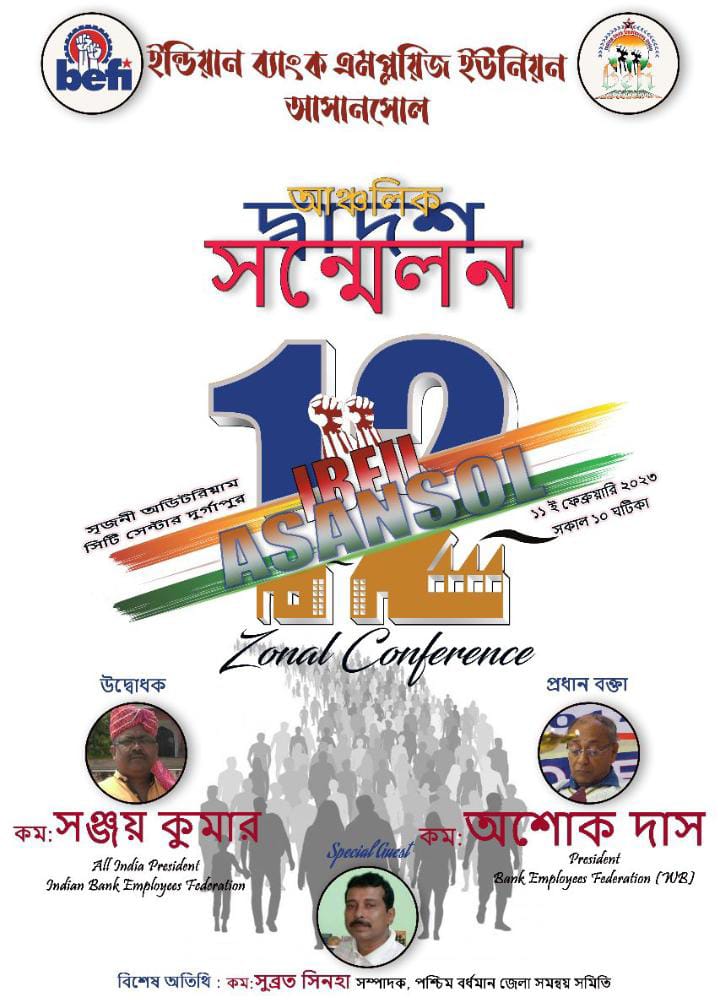 befi
ইন্ডিয়ান ব্যাংক এমপ্লয়িজ ইউনিয়ন
আসানসোল
আঞ্চলিক
দ্বাদশ
সম্মেলন
12
IBEU
ASANSOL
সৃজনী অডিটরিয়াম
সিটি সেন্টার দুর্গাপুর
১১ ই ফেব্রুয়ারি ২০২৩
সকাল ১০ ঘটিকা
Zonal Conference
উদ্বোধক
প্রধান বক্তা
কম: সঞ্জয় কুমার
All India President
Indian Bank Employees Federation
কম: অশোক দাস
President
Bank Employees Federation (WB)
Special Guest
বিশেষ অতিথি : কম: সুব্রত সিনহা সম্পাদক, পশ্চিম বর্ধমান জেলা সমন্বয় সমিতি